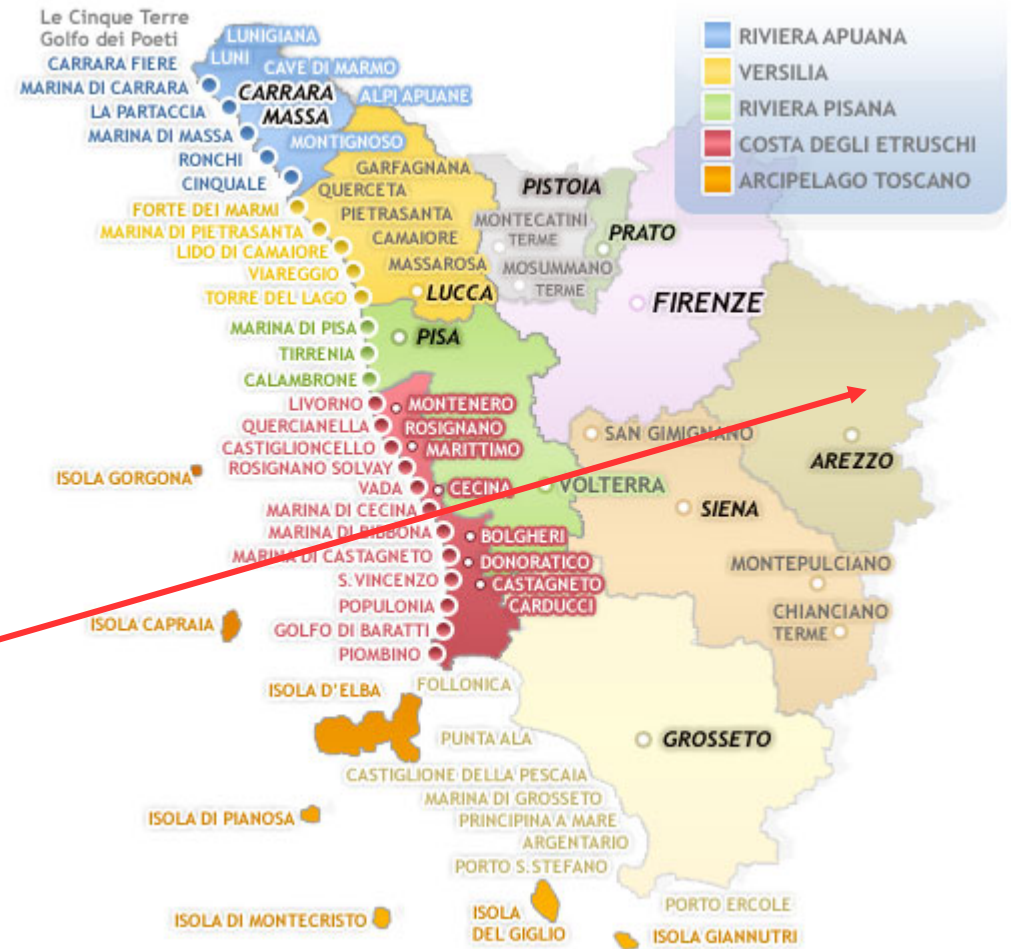 Le Cinque Terre
Golfo dei Poeti
CARRARA FIERE
MARINA DI CARRARA
LA PARTACCIA
MARINA DI MASSA
RONCHI
CINQUALE
FORTE DEI MARMI
MARINA DI PIETRASANTA
LIDO DI CAMAIORE
VIAREGGIO
TORRE DEL LAGO
MARINA DI PISA
TIRRENIA
CALAMBRONE
LIVORNO
QUERCIANELLA
CASTIGLIONCELLO
ROSIGNANO SOLVAY
VADA
MARINA DI CECINA
MARINA DI BIBBONA
MARINA DI CASTAGNETO
S.VINCENZO
POPULONIA
GOLFO DI BARATTI
PIOMBINO
LUNIGIANA
LUNI
CAVE DI MARMO
CARRARA
MASSA
ALPI APUANE
MONTIGNOSO
GARFAGNANA
QUERCETA
PIETRASANTA
CAMAIORE
MASSAROSA
LUCCA
PISTOIA
MONTECATINI
TERME
MOSUMMANO
TERME
PRATO
FIRENZE
PISA
MONTENERO
ROSIGNANO
MARITTIMO
CECINA
VOLTERRA
BOLGHERI
DONORATICO
CASTAGNETO
CARDUCCI
SAN GIMIGNANO
SIENA
AREZZO
MONTEPULCIANO
CHIANCIANO
TERME
GROSSETO
FOLLONICA
PUNTA ALA
CASTIGLIONE DELLA PESCAIA
MARINA DI GROSSETO
PRINCIPINA A MARE
ARGENTARIO
PORTO S.STEFANO
PORTO ERCOLE
ISOLA GORGONA
ISOLA CAPRAIA
ISOLA D'ELBA
ISOLA DI PIANOSA
ISOLA DI MONTECRISTO
ISOLA
DEL GIGLIO
ISOLA GIANNUTRI
RIVIERA APUANA
VERSILIA
RIVIERA PISANA
COSTA DEGLI ETRUSCHI
ARCIPELAGO TOSCANO